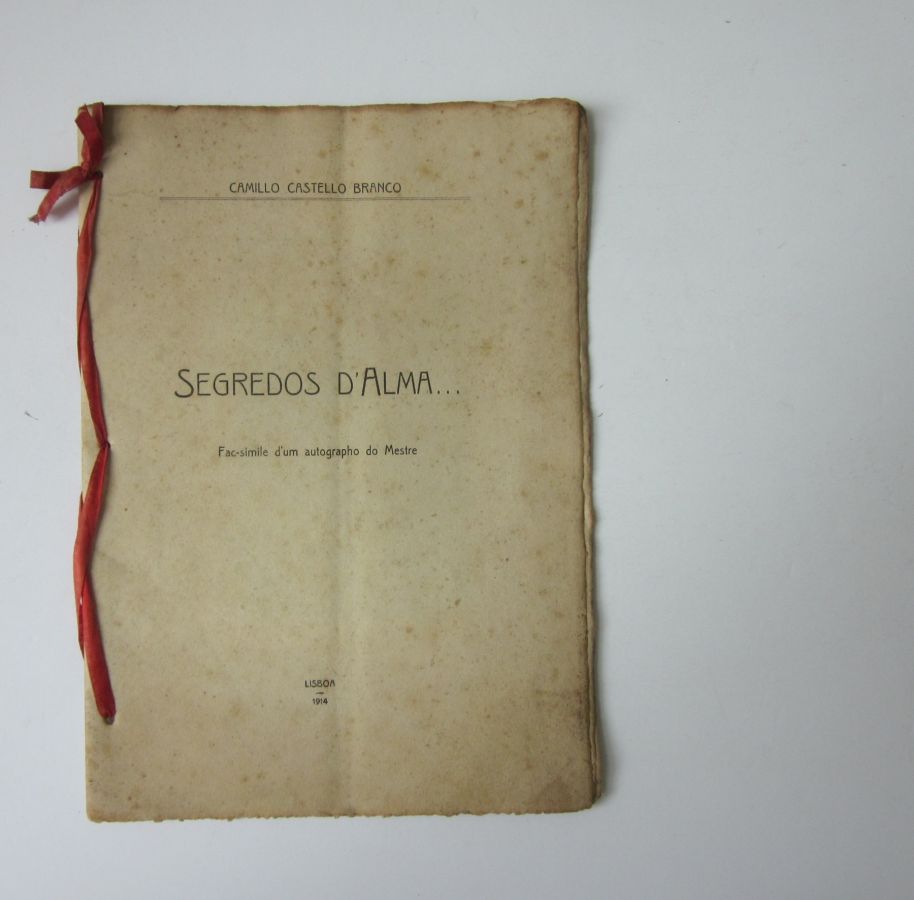 CAMILLO CASTELLO BRANCO
SEGREDOS D'ALMA...
Fac-simile d'um autographo do Mestre
LISBOA
1914